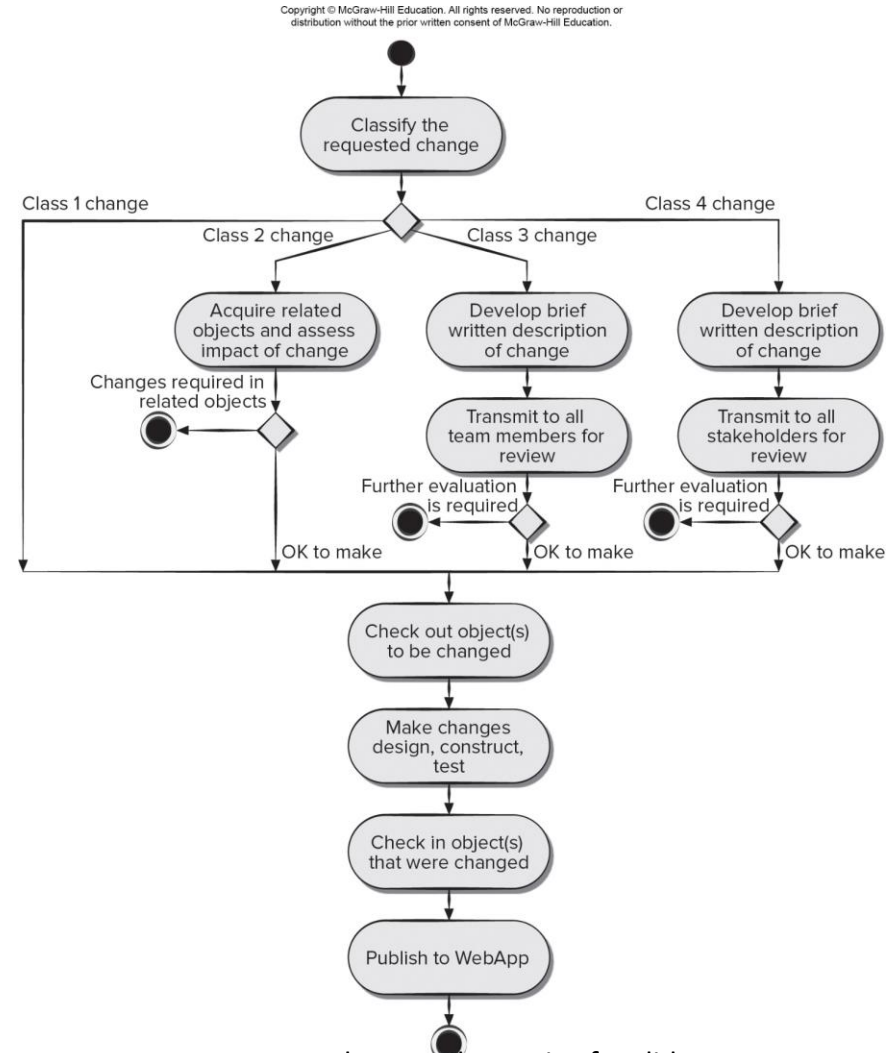 Copyright © McGraw-Hill Education. All rights reserved. No reproduction or
distribution without the prior written consent of McGraw-Hill Education.
Classify the
requested change
Class 1 change
Class 4 change
Class 2 change
Class 3 change
Acquire related
objects and assess
impact of change
Develop brief
written description
of change
Develop brief
written description
of change
Changes required in
related objects
Transmit to all
team members for
review
Transmit to all
stakeholders for
review
Further evaluation
is required
Further evaluation
is required
OK to make
OK to make
OK to make
Check out object(s)
to be changed
Make changes
design, construct,
test
Check in object(s)
that were changed
Publish to WebApp